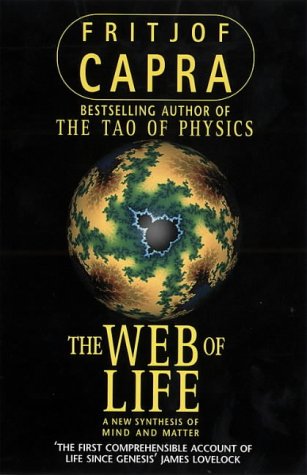 FRITJOF
CAPRA
BESTSELLING AUTHOR OF
THE TAO OF PHYSICS
THE WEB OF
LIFE
A NEW SYNTHESIS OF
MIND AND MATTER
'THE FIRST COMPREHENSIBLE ACCOUNT OF
LIFE SINCE GENESIS' JAMES LOVELOCK